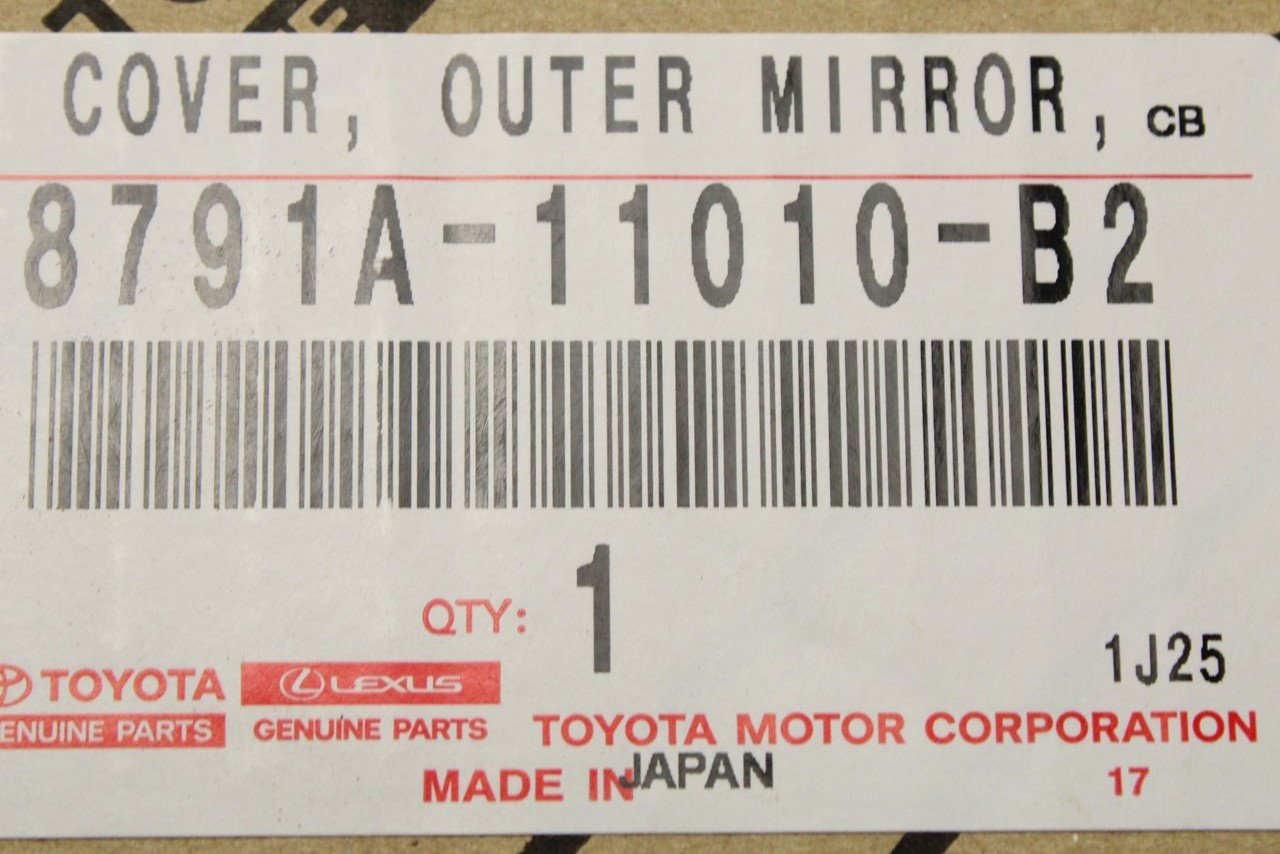 COVER, OUTER MIRROR, CB
8791A-11010-B2
QTY: 1
1J25
TOYOTA LEXUS
GENUINE PARTS GENUINE PARTS
TOYOTA MOTOR CORPORATION
MADE IN JAPAN 17